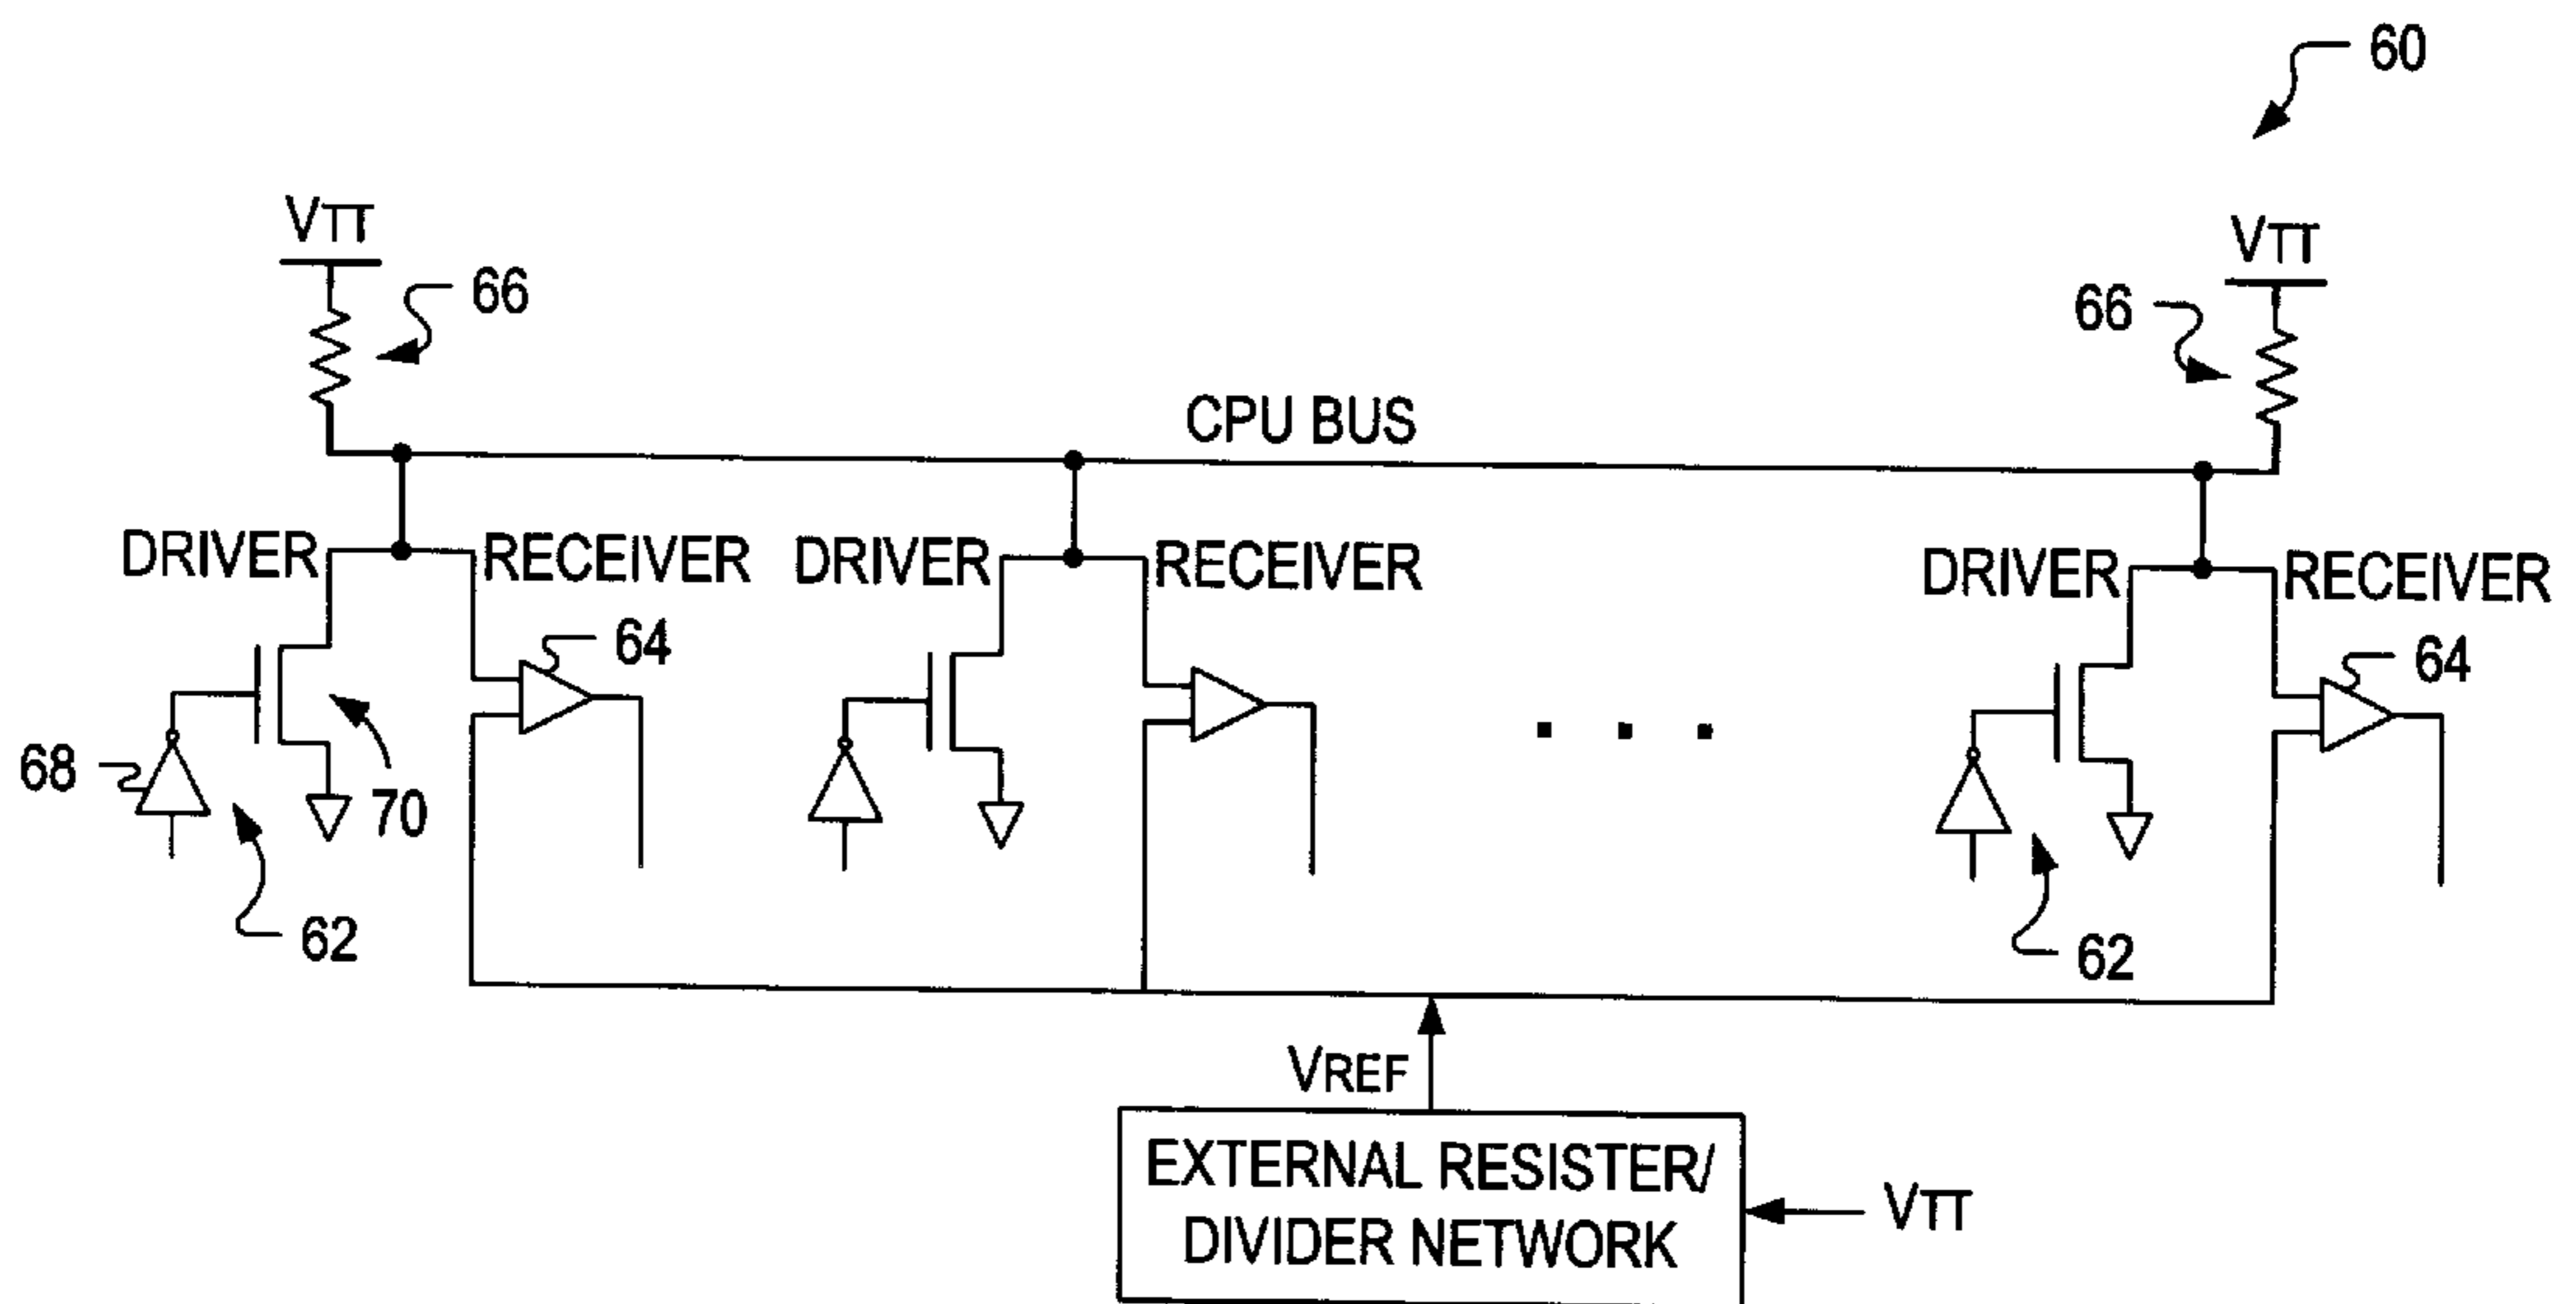 60
VTT
VTT
66
66
CPU BUS
DRIVER
RECEIVER
DRIVER
RECEIVER
DRIVER
RECEIVER
64
64
68
70
62
62
VREF
EXTERNAL RESISTER/
DIVIDER NETWORK
VTT